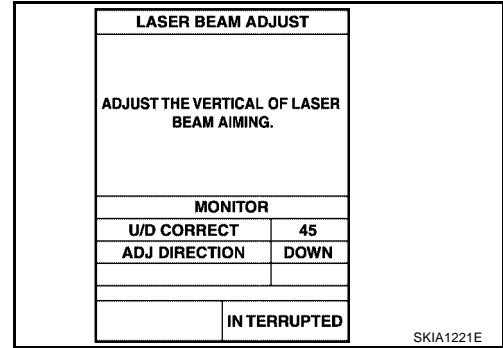 LASER BEAM ADJUST
ADJUST THE VERTICAL OF LASER
BEAM AIMING.
MONITOR
U/D CORRECT 45
ADJ DIRECTION DOWN
INTERRUPTED
SKIA1221E